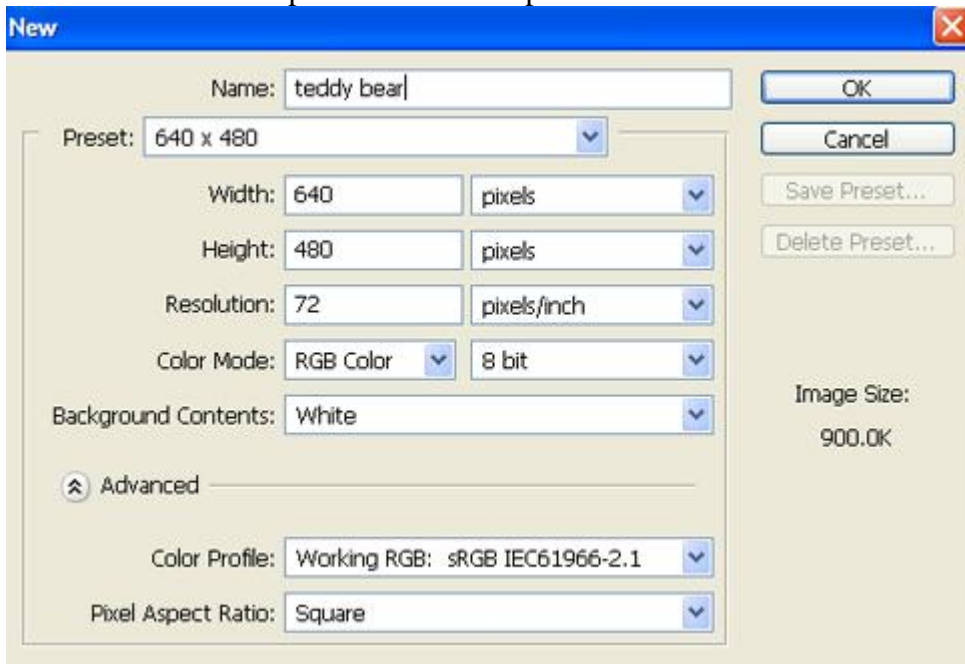 New
Name: teddy bear
OK
Preset: 640 x 480
Cancel
Width: 640 pixels
Save Preset...
Height: 480 pixels
Delete Preset...
Resolution: 72 pixels/inch
Color Mode: RGB Color 8 bit
Image Size:
Background Contents: White
900.0K
Advanced
Color Profile: Working RGB: sRGB IEC61966-2.1
Pixel Aspect Ratio: Square